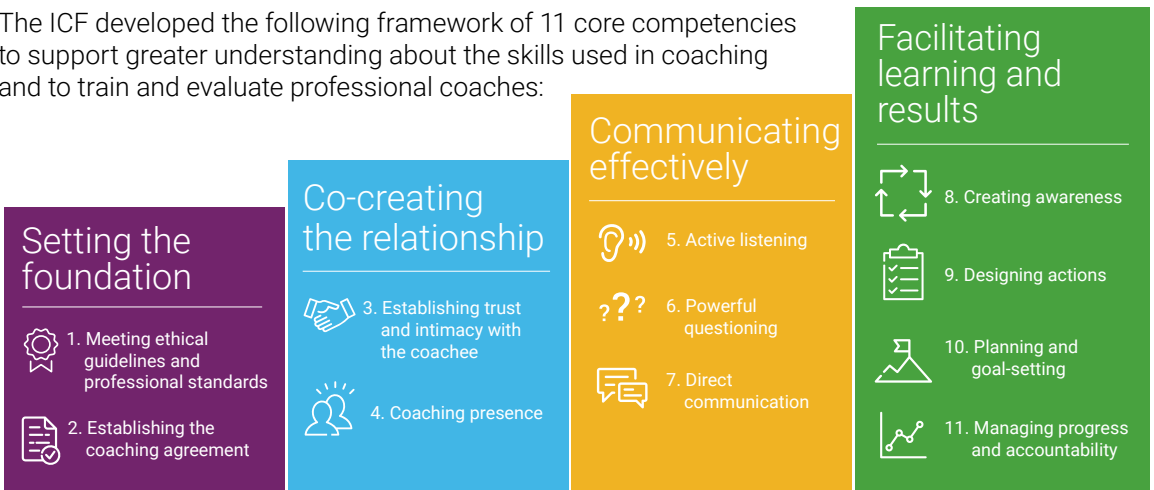 The ICF developed the following framework of 11 core competencies
to support greater understanding about the skills used in coaching
and to train and evaluate professional coaches:
Setting the
foundation
1. Meeting ethical
guidelines and
professional standards
2. Establishing the
coaching agreement
Co-creating
the relationship
3. Establishing trust
and intimacy with
the coachee
4. Coaching presence
Communicating
effectively
5. Active listening
???
6. Powerful
questioning
7. Direct
communication
Facilitating
learning and
results
8. Creating awareness
9. Designing actions
10. Planning and
goal-setting
11. Managing progress
and accountability